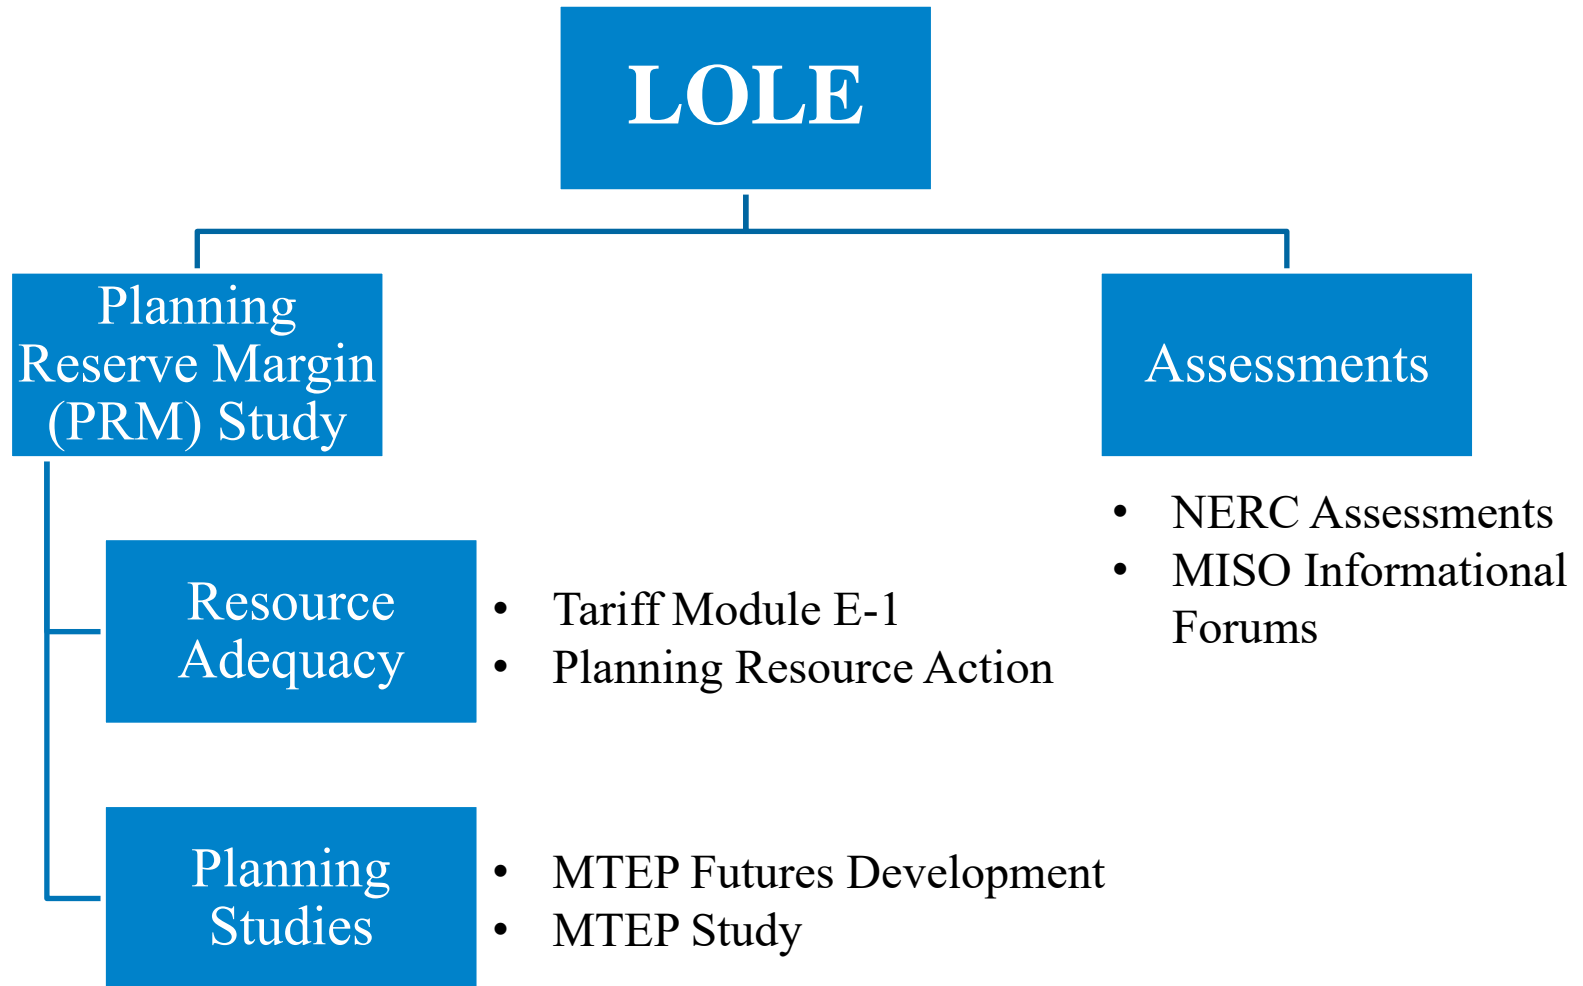 LOLE
Planning
Reserve Margin
(PRM) Study
Assessments
• NERC Assessments
• MISO Informational
Forums
Resource
Adequacy
• Tariff Module E-1
• Planning Resource Action
Planning
Studies
• MTEP Futures Development
• MTEP Study